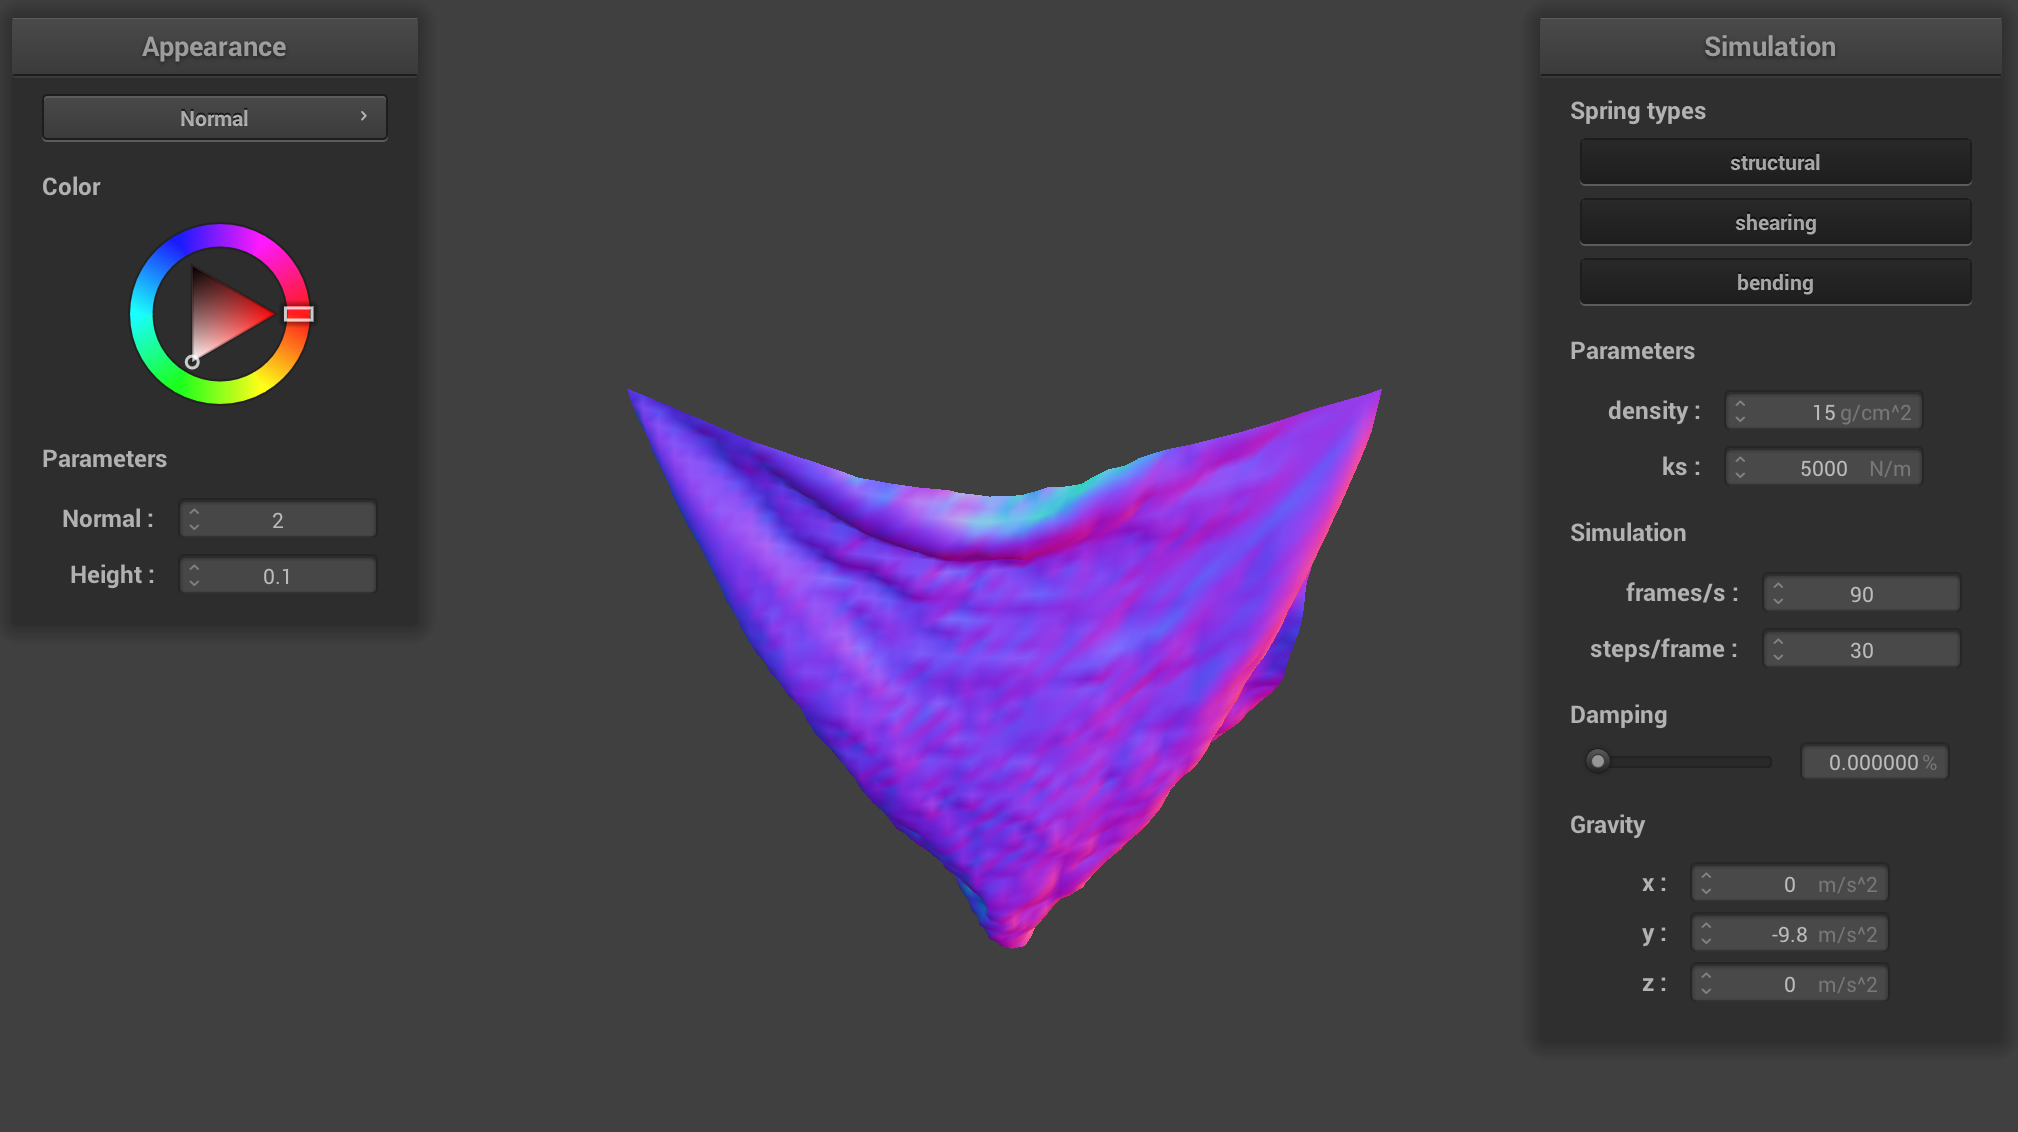 Appearance
Normal
Color
Parameters
Normal : 2
Height : 0.1
Simulation
Spring types
structural
shearing
bending
Parameters
density : 15 g/cm^2
ks : 5000 N/m
Simulation
frames/s : 90
steps/frame : 30
Damping
0.000000 %
Gravity
x : 0 m/s^2
y : -9.8 m/s^2
z : 0 m/s^2